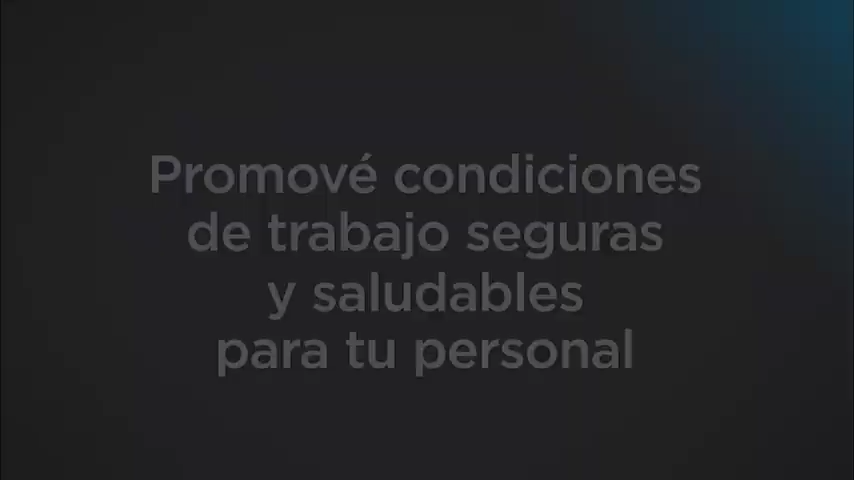 Promové condiciones
de trabajo seguras
y saludables
para tu personal